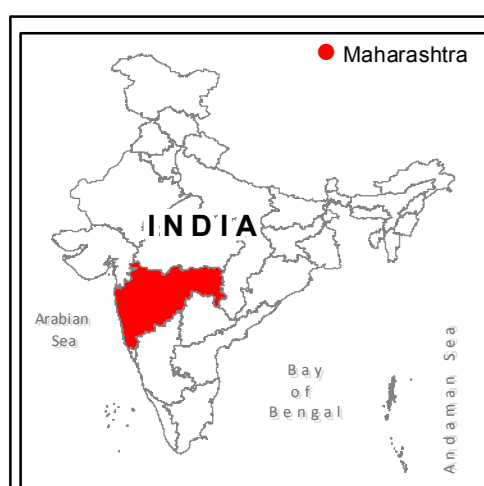 Maharashtra
INDIA
Arabian
Sea
Bay
of
Bengal
Andaman Sea